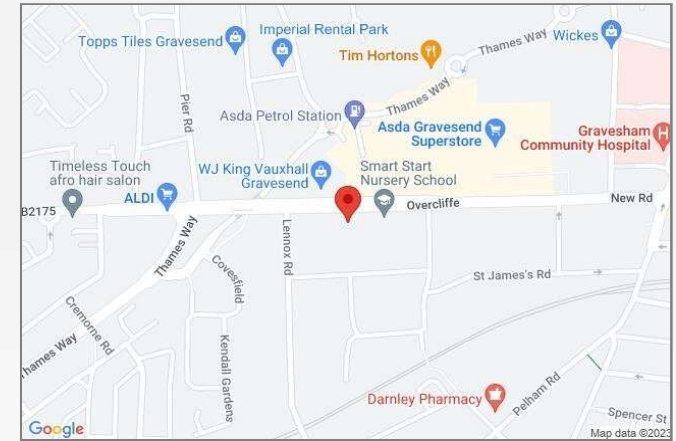 Imperial Rental Park
Topps Tiles Gravesend
Tim Hortons
Thames Way
Wickes
Pier Rd
Asda Petrol Station
Thames Way
Asda Gravesend
Superstore
Gravesham
Community Hospital
H
Timeless Touch
afro hair salon
WJ King Vauxhall
Gravesend
Smart Start
Nursery School
ALDI
B2175
Overcliffe
New Rd
Thames Way
Lennox Rd
Covesfield
St James's Rd
Cremorne Rd
Thames Way
Kendall Gardens
Darnley Pharmacy
Pelham Rd
Spencer St
Google
Map data ©2023